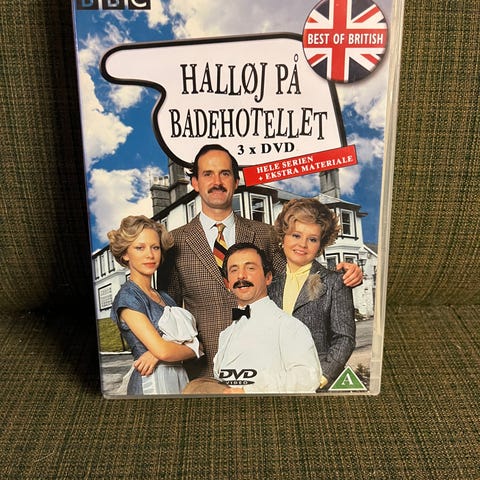 BBC
BEST OF BRITISH
HALLØJ PÅ
BADEHOTELLET
3 x DVD
HELE SERIEN
+ EKSTRA MATERIALE
DVD
VIDEO
A